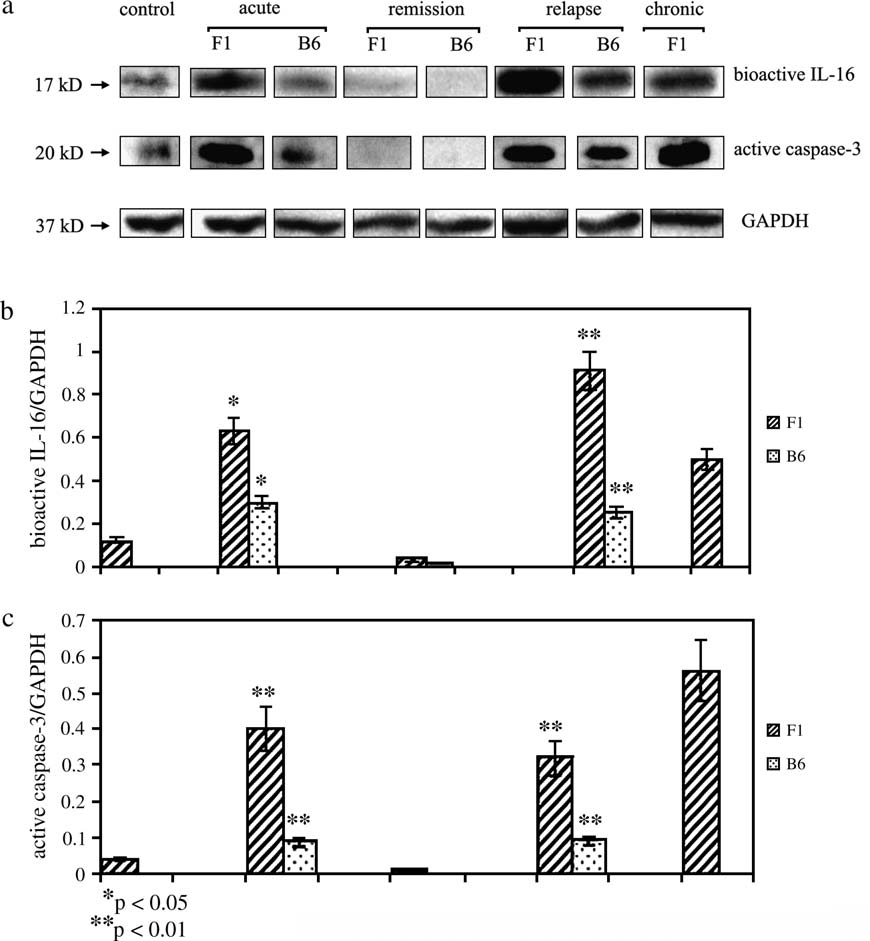 a
control acute remission relapse chronic
F1 B6 F1 B6 F1 B6 F1
17 kD → bioactive IL-16
20 kD → active caspase-3
37 kD → GAPDH
b
bioactive IL-16/GAPDH
1.2
1
0.8
0.6
0.4
0.2
0
*
*
**
**
F1
B6
c
active caspase-3/GAPDH
0.7
0.6
0.5
0.4
0.3
0.2
0.1
0
**
**
**
**
F1
B6
*p < 0.05
**p < 0.01